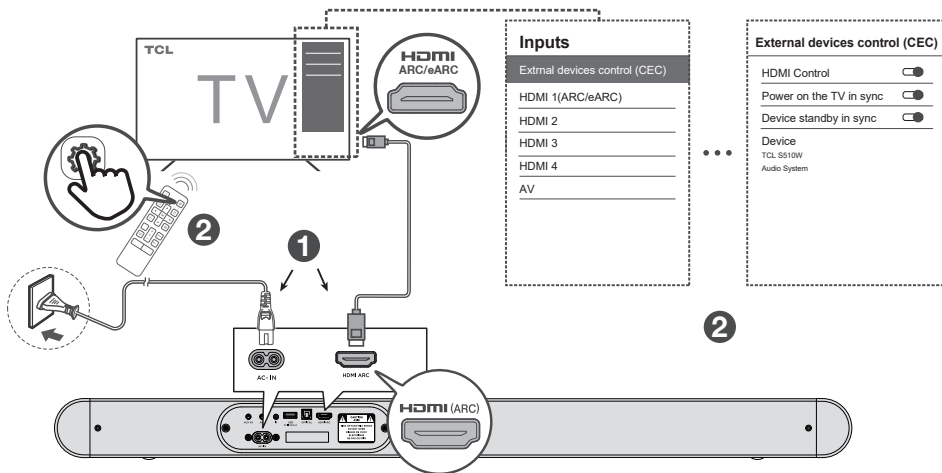 TCL
TV
HDMI
ARC/eARC
Inputs
Extrnal devices control (CEC)
HDMI 1(ARC/eARC)
HDMI 2
HDMI 3
HDMI 4
AV
External devices control (CEC)
HDMI Control
Power on the TV in sync
Device standby in sync
Device
TCL S510W
Audio System
2
1
2
AC-IN
HDMI ARC
HDMI (ARC)